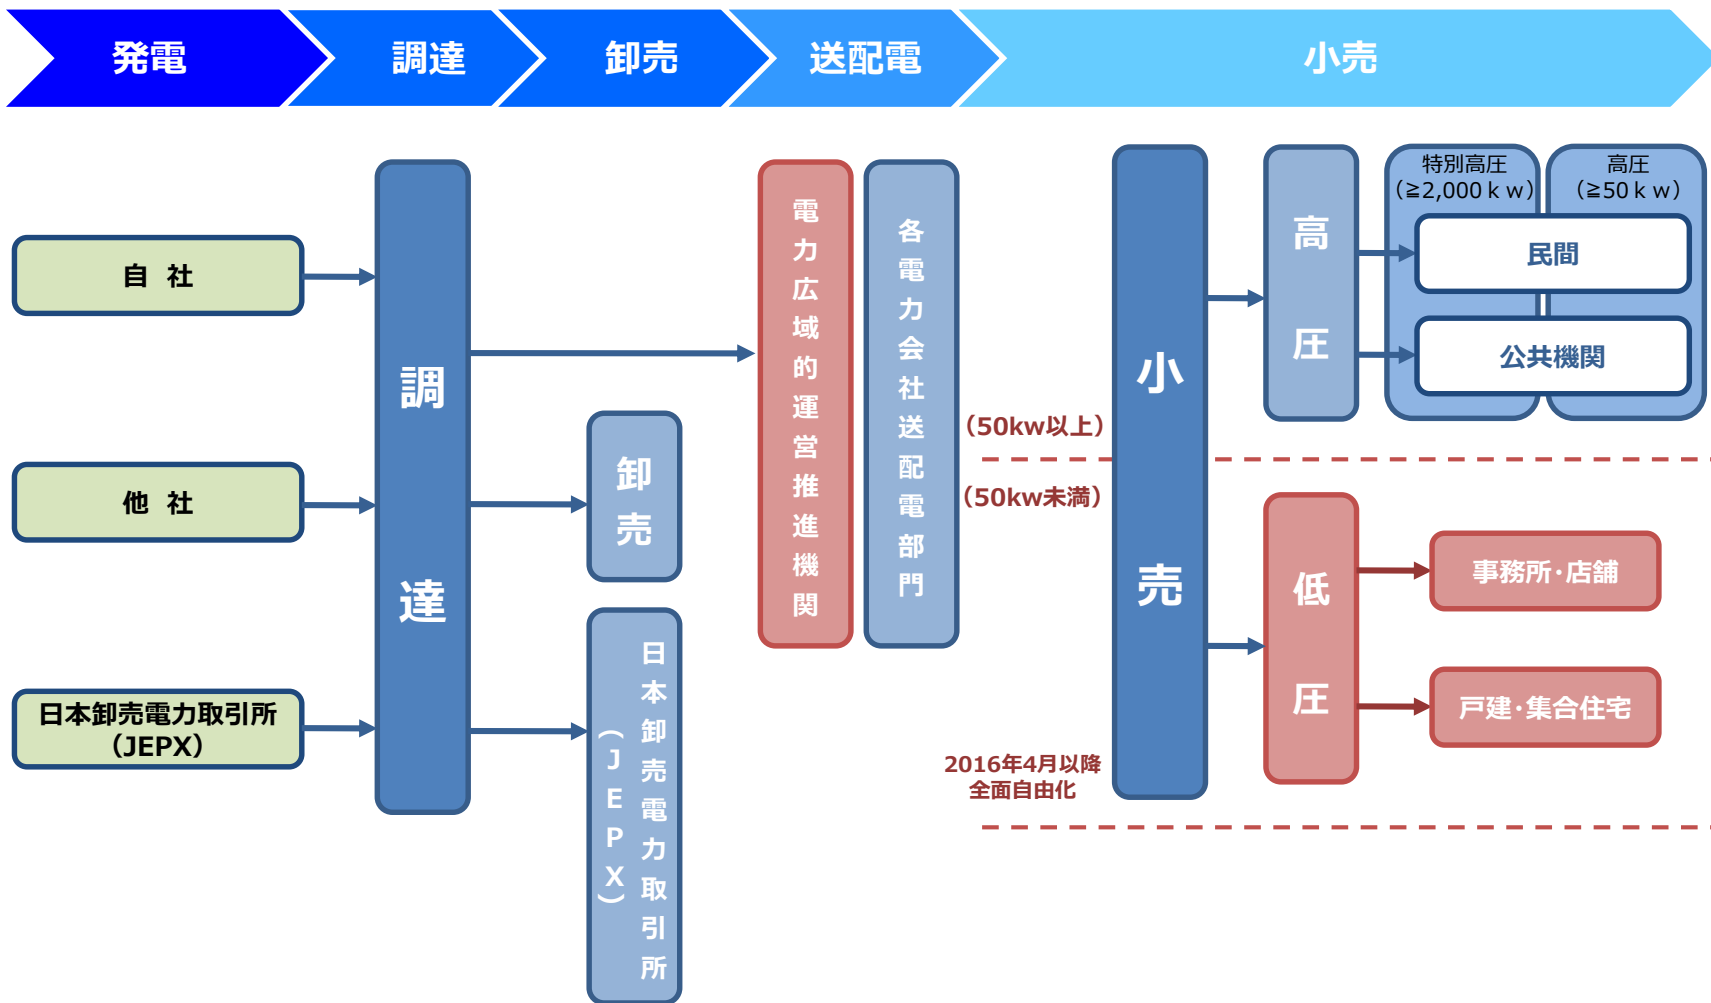 発電
調達
卸売
送配電
小売
自 社
他 社
日本卸売電力取引所
（JEPX）
調達
卸売
日本卸売電力取引所
（JEPX）
電力広域的運営推進機関
各電力会社送配電部門
（50kw以上）
（50kw未満）
2016年4月以降
全面自由化
小売
高圧
特別高圧
（≧2,000ｋｗ）
高圧
（≧50ｋｗ）
民間
公共機関
低圧
事務所・店舗
戸建・集合住宅